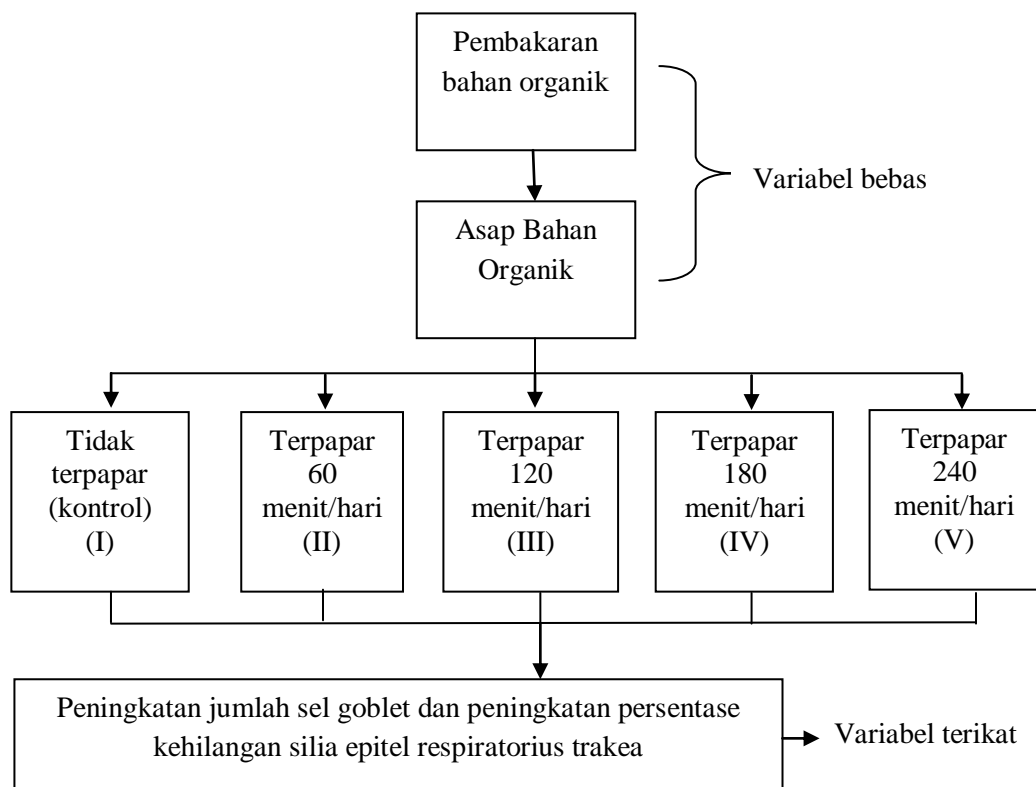 Pembakaran
bahan organik
Variabel bebas
Asap Bahan
Organik
Tidak
terpapar
(kontrol)
(I)
Terpapar
60
menit/hari
(II)
Terpapar
120
menit/hari
(III)
Terpapar
180
menit/hari
(IV)
Terpapar
240
menit/hari
(V)
Peningkatan jumlah sel goblet dan peningkatan persentase
kehilangan silia epitel respiratorius trakea
Variabel terikat